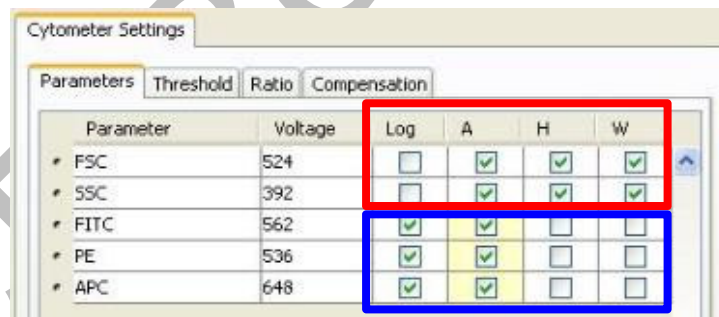 Cytometer Settings
Parameters Threshold Ratio Compensation
Parameter Voltage Log A H W
FSC 524
SSC 392
FITC 562
PE 536
APC 648